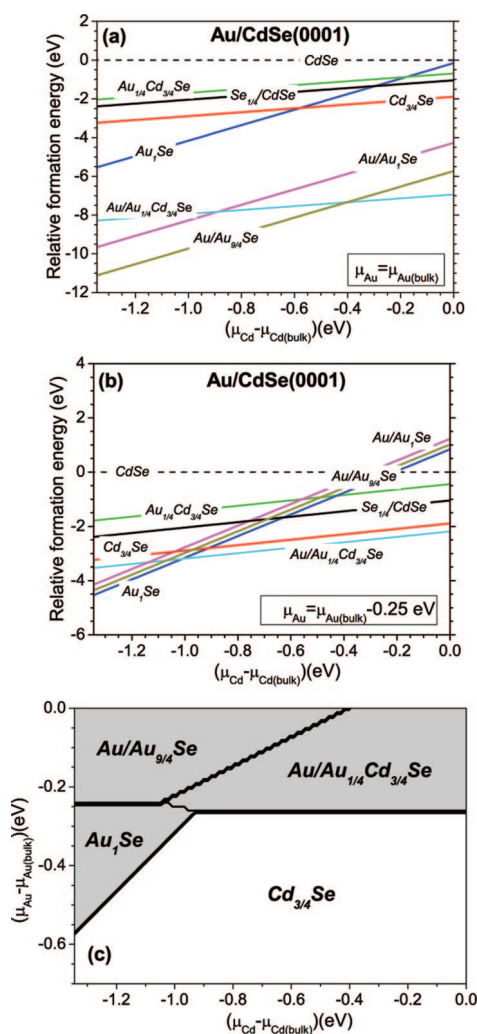 (a) Au/CdSe(0001)
CdSe
Au1/4Cd3/4Se
Se1/4/CdSe
Cd3/4Se
Au1Se
Au/Au1Se
Au/Au1/4Cd3/4Se
Au/Au9/4Se
μAu=μAu(bulk)
Relative formation energy (eV)
2
0
-2
-4
-6
-8
-10
-12
-1.2 -1.0 -0.8 -0.6 -0.4 -0.2 0.0
(μCd-μCd(bulk))(eV)
(b) Au/CdSe(0001)
Au/Au1Se
CdSe
Au/Au9/4Se
Au1/4Cd3/4Se
Se1/4/CdSe
Cd3/4Se
Au/Au1/4Cd3/4Se
Au1Se
μAu=μAu(bulk)-0.25 eV
Relative formation energy (eV)
4
2
0
-2
-4
-6
-1.2 -1.0 -0.8 -0.6 -0.4 -0.2 0.0
(μCd-μCd(bulk))(eV)
0.0
-0.2
-0.4
-0.6
(μAu-μAu(bulk))(eV)
Au/Au9/4Se
Au/Au1/4Cd3/4Se
Au1Se
Cd3/4Se
(c)
-1.2 -1.0 -0.8 -0.6 -0.4 -0.2 0.0
(μCd-μCd(bulk))(eV)